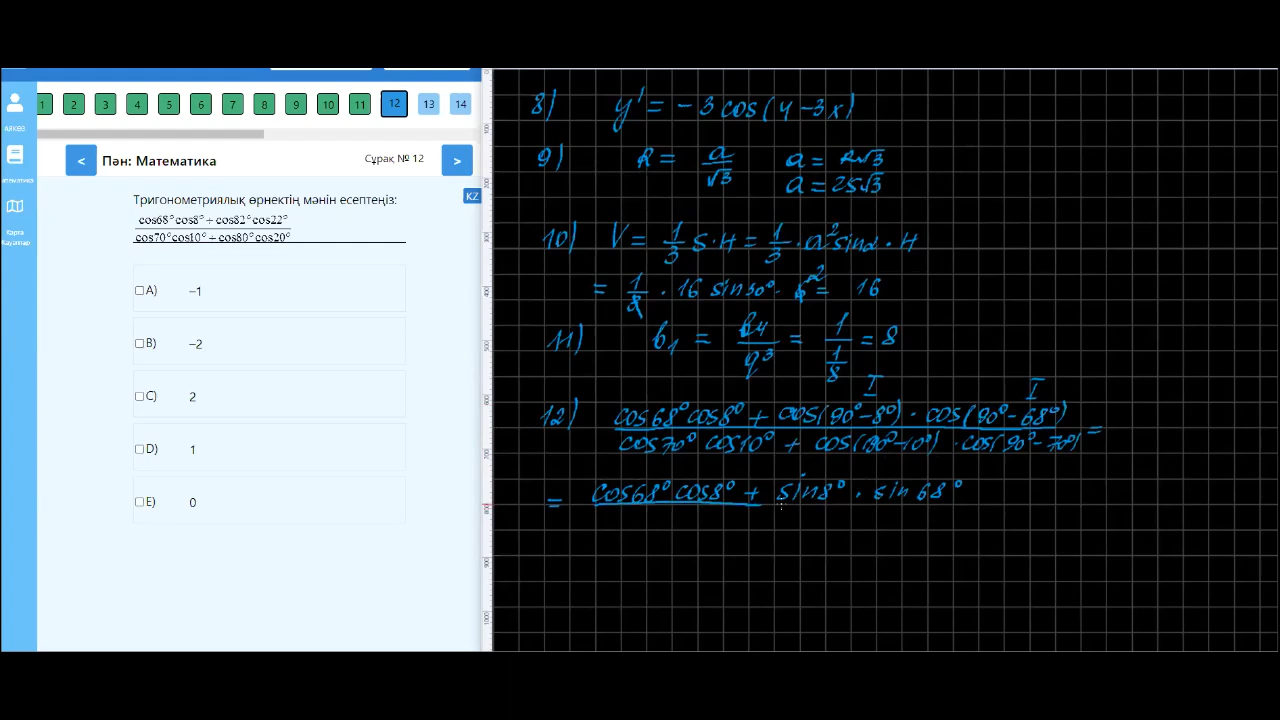 1 2 3 4 5 6 7 8 9 10 11 12 13 14
< Пән: Математика Сұрақ № 12 >
KZ
Тригонометриялық өрнектің мәнін есептеңіз:
cos68°cos8° + cos82°cos22°
cos70°cos10° + cos80°cos20°
A) –1
B) –2
C) 2
D) 1
E) 0
8) y' = - 3 cos(4 - 3x)
9) R = a/√3 a = R√3
a = 25√3
10) V = 1/3 S · H = 1/3 · a² sinα · H
= 1/3 · 16 sin30° · 6² = 16
11) b₁ = b₄/q³ = 1/(1/8) = 8
I I
12) cos68° cos8° + cos(90° - 8°) · cos(90° - 68°)
cos70° cos10° + cos(90° - 10°) · cos(90° - 70°) =
= cos68° cos8° + sin8° · sin68°